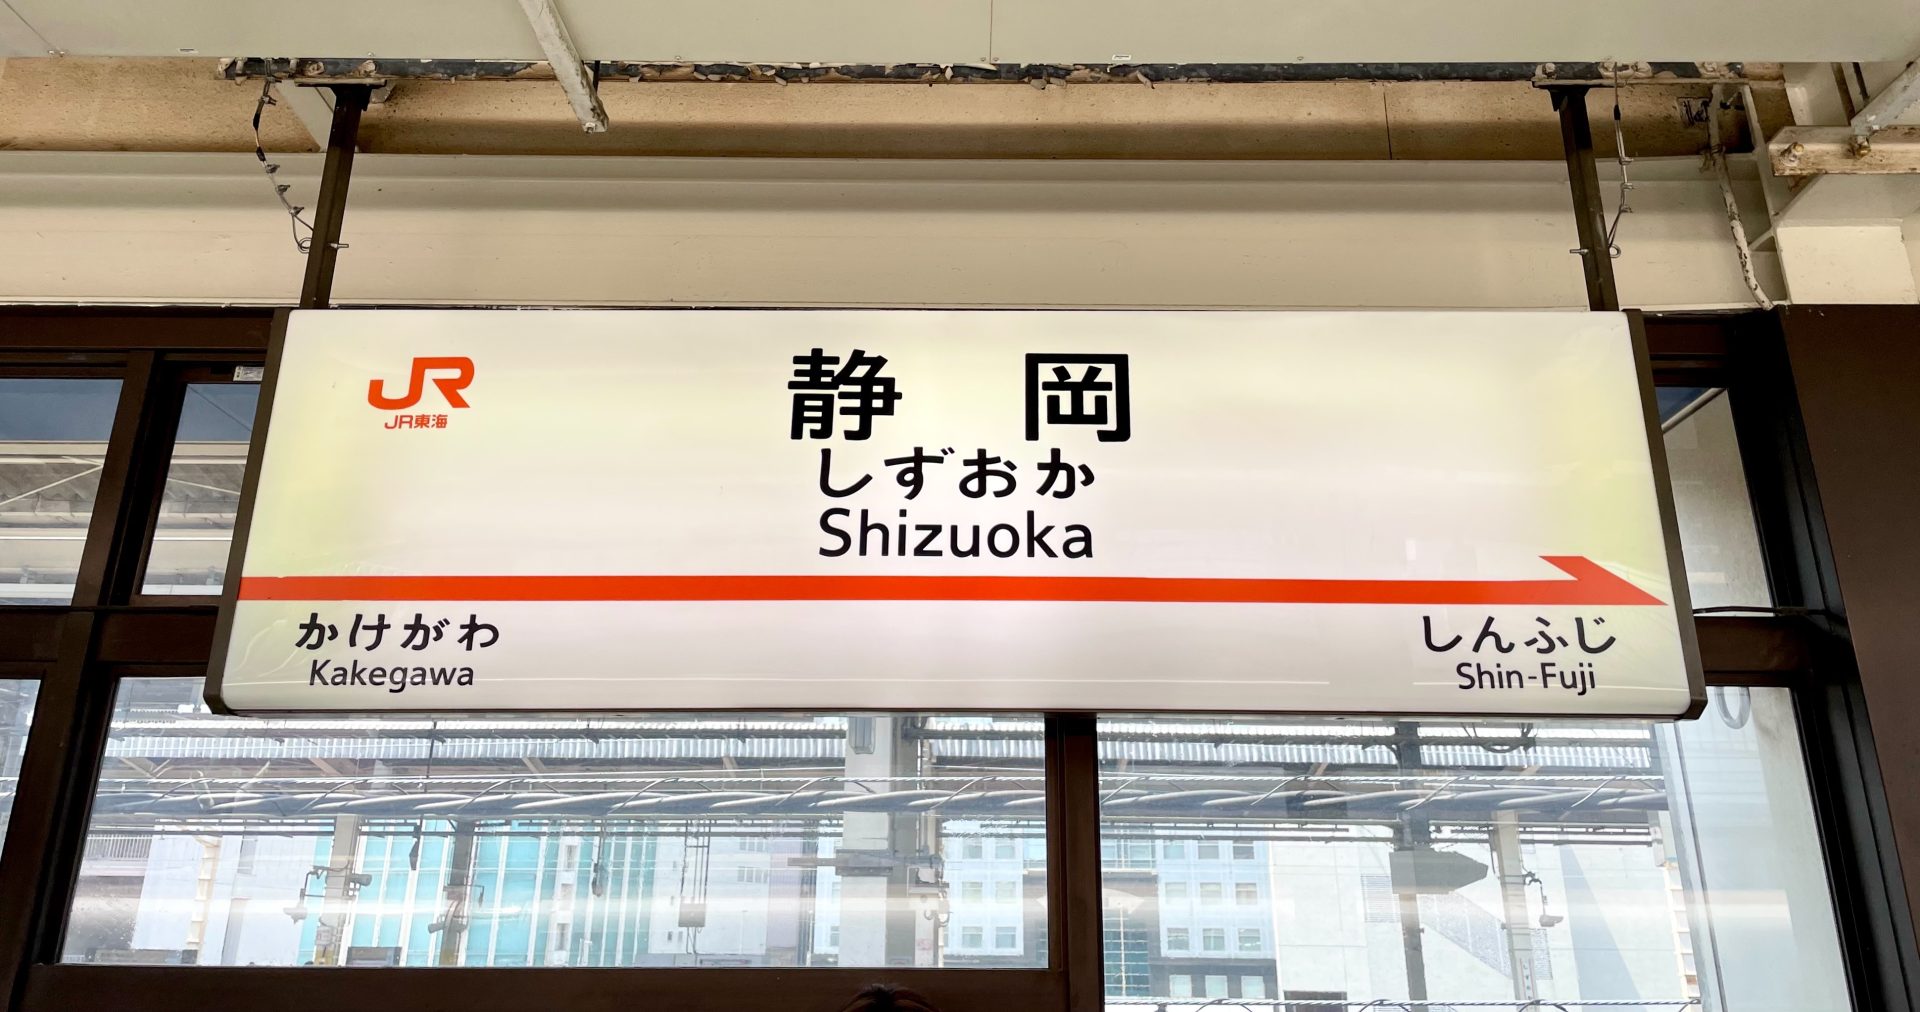 JR
JR東海
静岡
しずおか
Shizuoka
かけがわ
Kakegawa
しんふじ
Shin-Fuji